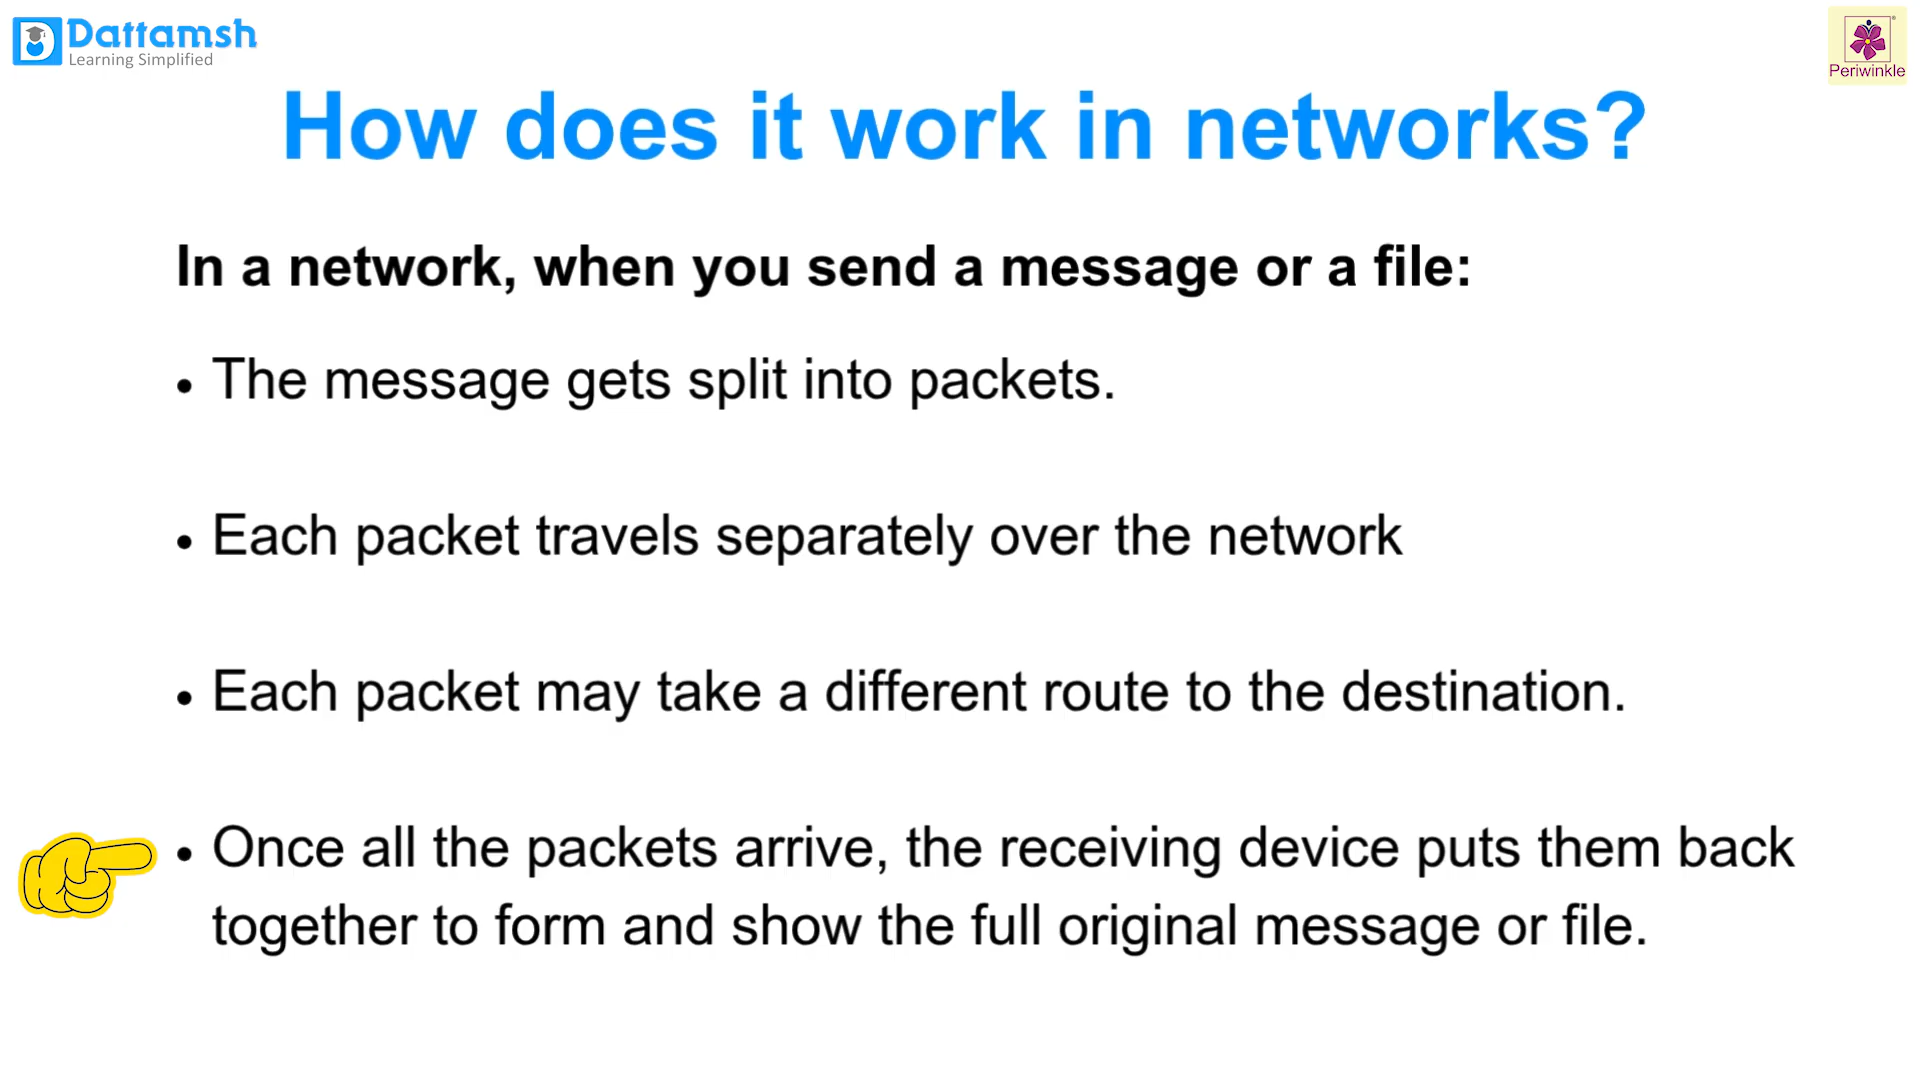 Dattamsh
Learning Simplified
Periwinkle
How does it work in networks?
In a network, when you send a message or a file:
• The message gets split into packets.
• Each packet travels separately over the network
• Each packet may take a different route to the destination.
• Once all the packets arrive, the receiving device puts them back
together to form and show the full original message or file.